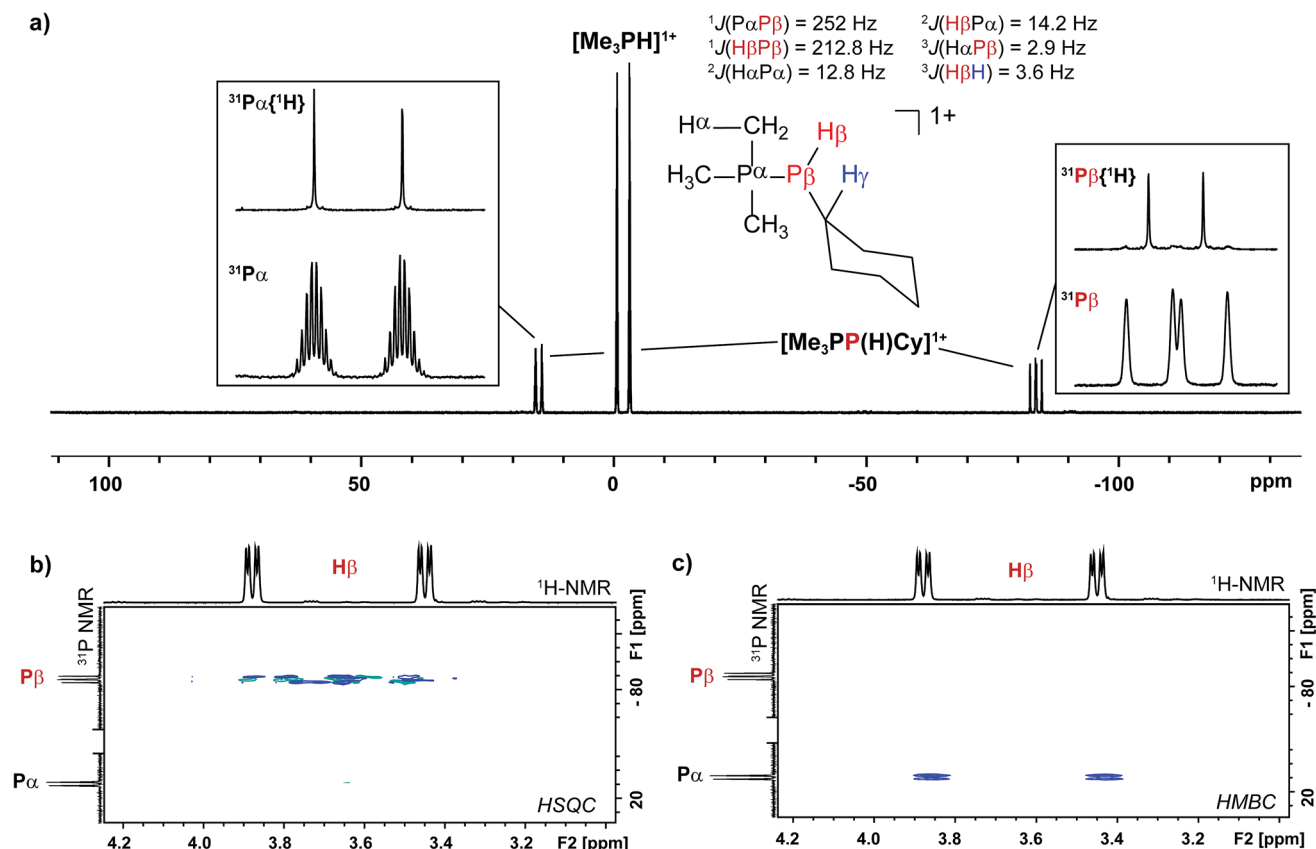 a)
[Me₃PH]¹⁺
¹J(PαPβ) = 252 Hz
²J(HβPα) = 14.2 Hz
¹J(HβPβ) = 212.8 Hz
³J(HαPβ) = 2.9 Hz
²J(HαPα) = 12.8 Hz
³J(HβH) = 3.6 Hz
³¹Pα{¹H}
³¹Pα
Hα CH₂
Hβ
1+
H₃C Pα Pβ
Hγ
CH₃
³¹Pβ{¹H}
³¹Pβ
[Me₃PP(H)Cy]¹⁺
100 50 0 -50 -100 ppm
b)
Hβ
¹H-NMR
³¹P NMR
F1 [ppm]
Pβ
- 80
Pα
20
HSQC
4.2 4.0 3.8 3.6 3.4 3.2 F2 [ppm]
c)
Hβ
¹H-NMR
³¹P NMR
F1 [ppm]
Pβ
- 80
Pα
20
HMBC
4.2 4.0 3.8 3.6 3.4 3.2 F2 [ppm]